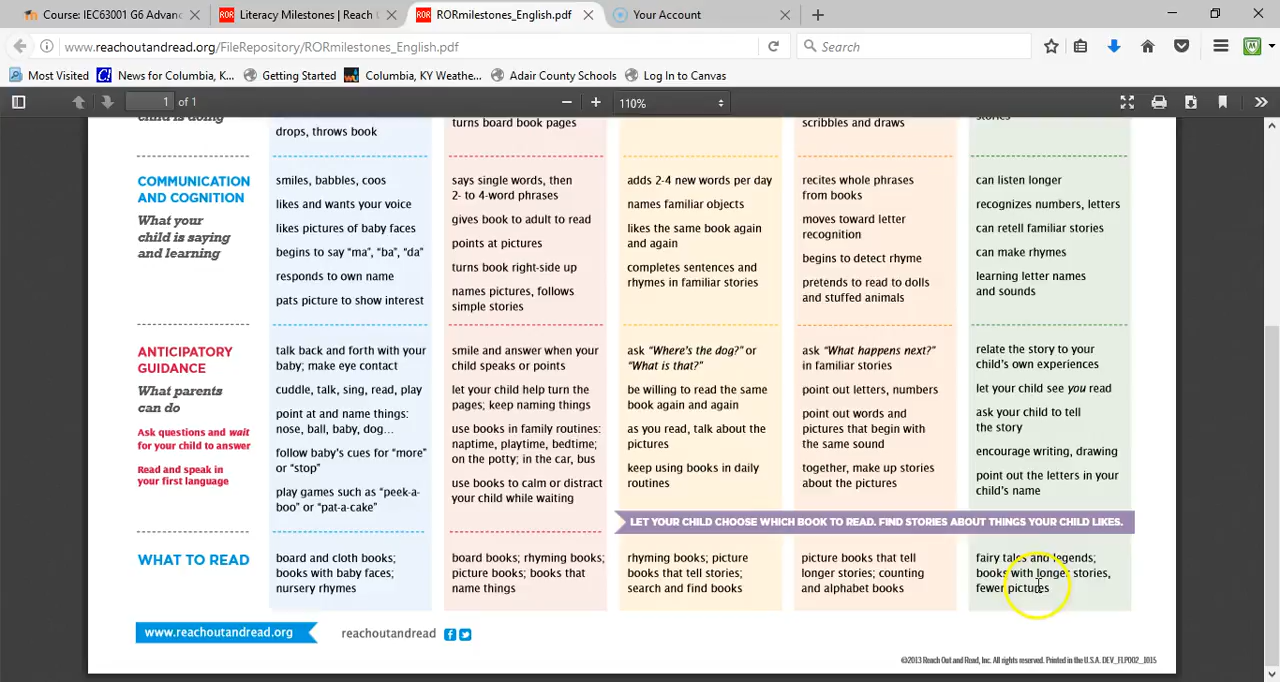 Course: IEC63001 G6 Advanc
Literacy Milestones | Reach
RORmilestones_English.pdf
Your Account
www.reachoutandread.org/FileRepository/RORmilestones_English.pdf
Search
Most Visited
News for Columbia, K...
Getting Started
Columbia, KY Weathe...
Adair County Schools
Log In to Canvas
1 of 1
110%
child is doing
drops, throws book
turns board book pages
scribbles and draws
stories
COMMUNICATION
AND COGNITION
What your
child is saying
and learning
smiles, babbles, coos
likes and wants your voice
likes pictures of baby faces
begins to say “ma”, “ba”, “da”
responds to own name
pats picture to show interest
says single words, then
2- to 4-word phrases
gives book to adult to read
points at pictures
turns book right-side up
names pictures, follows
simple stories
adds 2-4 new words per day
names familiar objects
likes the same book again
and again
completes sentences and
rhymes in familiar stories
recites whole phrases
from books
moves toward letter
recognition
begins to detect rhyme
pretends to read to dolls
and stuffed animals
can listen longer
recognizes numbers, letters
can retell familiar stories
can make rhymes
learning letter names
and sounds
ANTICIPATORY
GUIDANCE
What parents
can do
Ask questions and wait
for your child to answer
Read and speak in
your first language
talk back and forth with your
baby; make eye contact
cuddle, talk, sing, read, play
point at and name things:
nose, ball, baby, dog...
follow baby’s cues for “more”
or “stop”
play games such as “peek-a-
boo” or “pat-a-cake”
smile and answer when your
child speaks or points
let your child help turn the
pages; keep naming things
use books in family routines:
naptime, playtime, bedtime;
on the potty; in the car, bus
use books to calm or distract
your child while waiting
ask “Where’s the dog?” or
“What is that?”
be willing to read the same
book again and again
as you read, talk about the
pictures
keep using books in daily
routines
ask “What happens next?”
in familiar stories
point out letters, numbers
point out words and
pictures that begin with
the same sound
together, make up stories
about the pictures
relate the story to your
child’s own experiences
let your child see you read
ask your child to tell
the story
encourage writing, drawing
point out the letters in your
child’s name
LET YOUR CHILD CHOOSE WHICH BOOK TO READ. FIND STORIES ABOUT THINGS YOUR CHILD LIKES.
WHAT TO READ
board and cloth books;
books with baby faces;
nursery rhymes
board books; rhyming books;
picture books; books that
name things
rhyming books; picture
books that tell stories;
search and find books
picture books that tell
longer stories; counting
and alphabet books
fairy tales and legends;
books with longer stories,
fewer pictures
www.reachoutandread.org
reachoutandread
©2013 Reach Out and Read, Inc. All rights reserved. Printed in the U.S.A. DEV_FLP002_1015